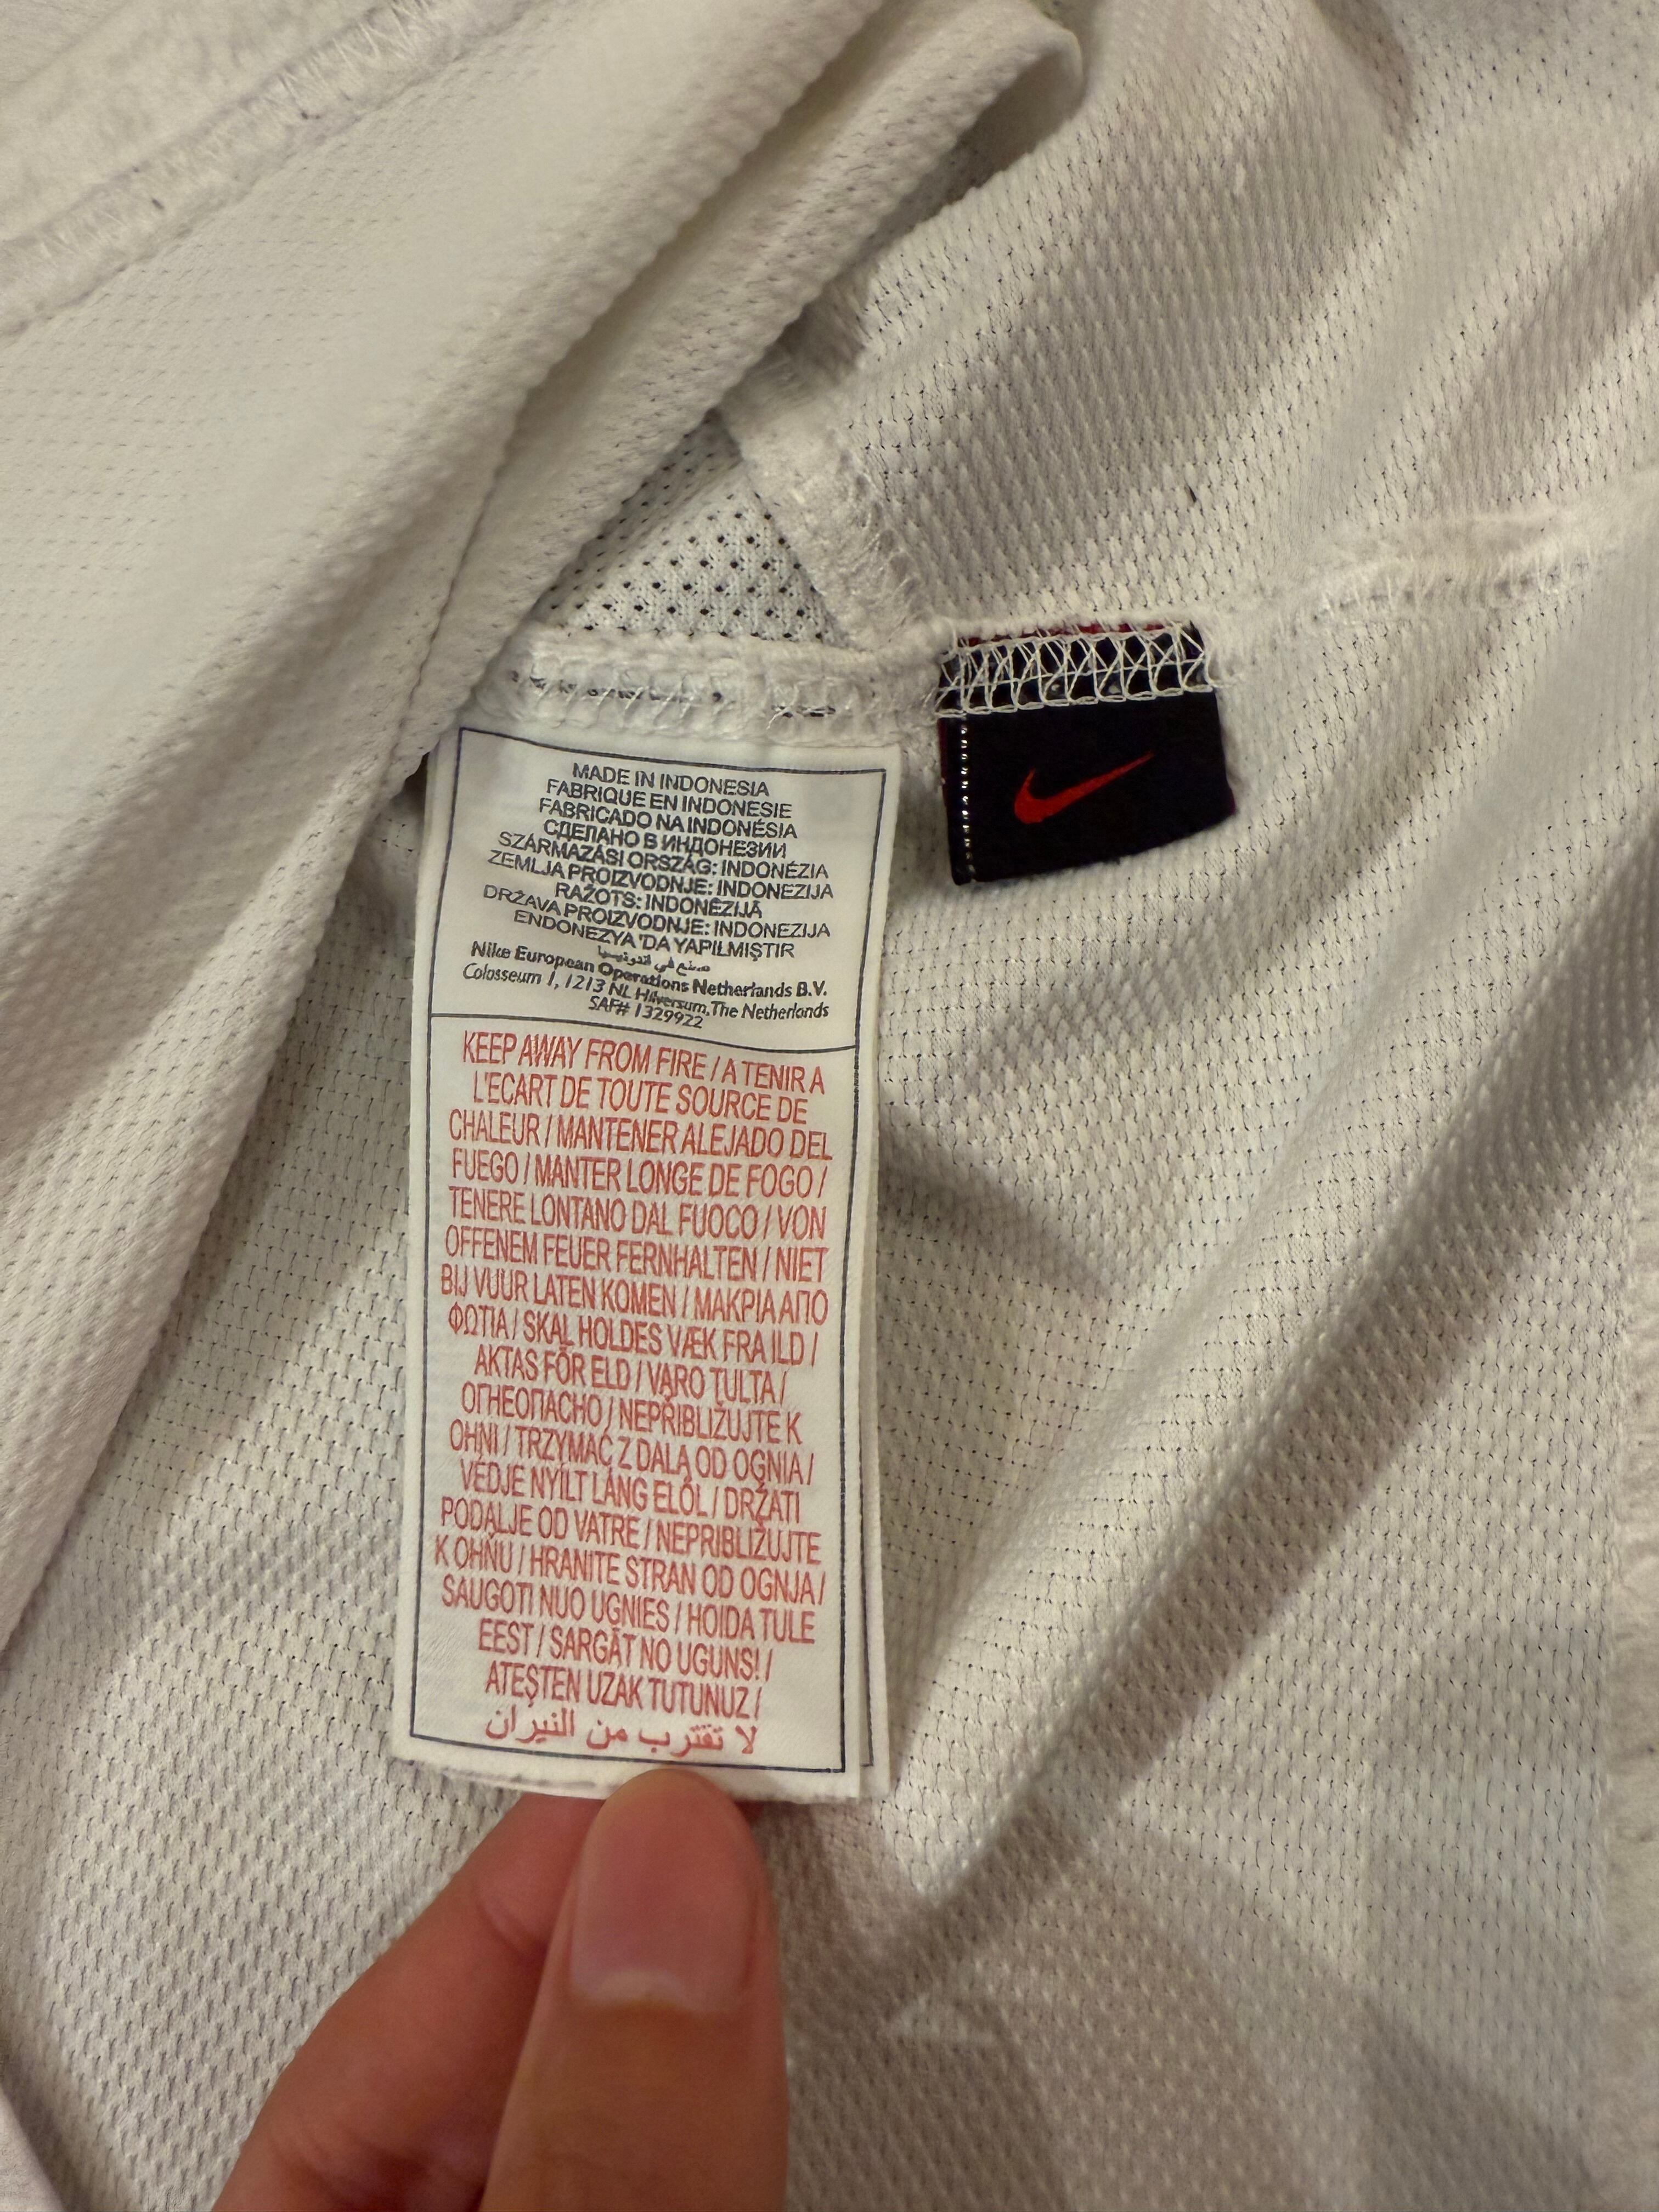 MADE IN INDONESIA
FABRIQUE EN INDONESIE
FABRICADO NA INDONÉSIA
СДЕЛАНО В ИНДОНЕЗИИ
SZÁRMAZÁSI ORSZÁG: INDONÉZIA
ZEMLJA PROIZVODNJE: INDONEZIJA
RAŽOTS: INDONĒZIJĀ
DRŽAVA PROIZVODNJE: INDONEZIJA
ENDONEZYA 'DA YAPILMIŞTIR
صنع في اندونيسيا
Nike European Operations Netherlands B.V.
Colosseum 1, 1213 NL Hilversum, The Netherlands
SAF# 1329922
KEEP AWAY FROM FIRE / A TENIR A
L'ECART DE TOUTE SOURCE DE
CHALEUR / MANTENER ALEJADO DEL
FUEGO / MANTER LONGE DE FOGO /
TENERE LONTANO DAL FUOCO / VON
OFFENEM FEUER FERNHALTEN / NIET
BIJ VUUR LATEN KOMEN / ΜΑΚΡΙΑ ΑΠΟ
ΦΩΤΙΑ / SKAL HOLDES VÆK FRA ILD /
AKTAS FÖR ELD / VARO TULTA /
ОГНЕОПАСНО / NEPŘIBLIŽUJTE K
OHNI / TRZYMAĆ Z DALA OD OGNIA /
VÉDJE NYÍLT LÁNG ELŐL / DRŽATI
PODALJE OD VATRE / NEPRIBLIŽUJTE
K OHŇU / HRANITE STRAN OD OGNJA /
SAUGOTI NUO UGNIES / HOIDA TULE
EEST / SARGĀT NO UGUNS! /
ATEŞTEN UZAK TUTUNUZ /
لا تقترب من النيران